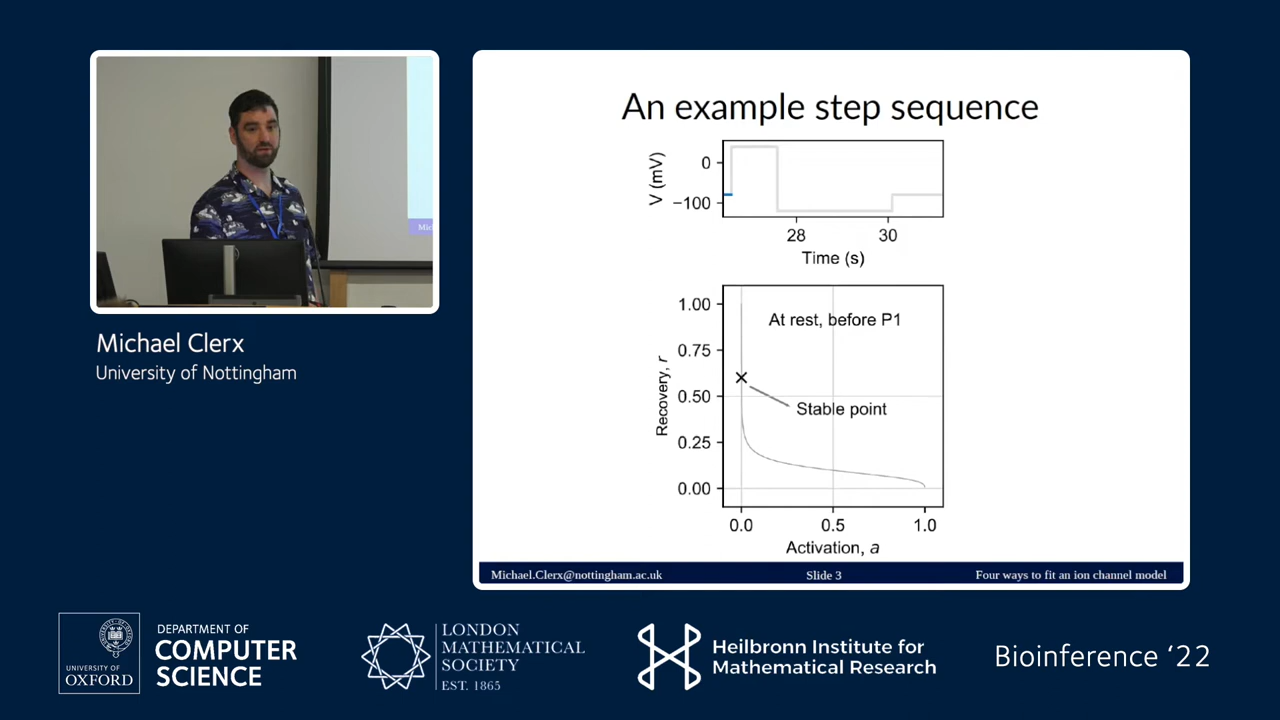 Mic
Michael Clerx
University of Nottingham
An example step sequence
V (mV)
0
−100
28
30
Time (s)
At rest, before P1
Stable point
Recovery, r
1.00
0.75
0.50
0.25
0.00
0.0
0.5
1.0
Activation, a
Michael.Clerx@nottingham.ac.uk
Slide 3
Four ways to fit an ion channel model
UNIVERSITY OF
OXFORD
DEPARTMENT OF
COMPUTER
SCIENCE
LONDON
MATHEMATICAL
SOCIETY
EST. 1865
Heilbronn Institute for
Mathematical Research
Bioinference ‘22